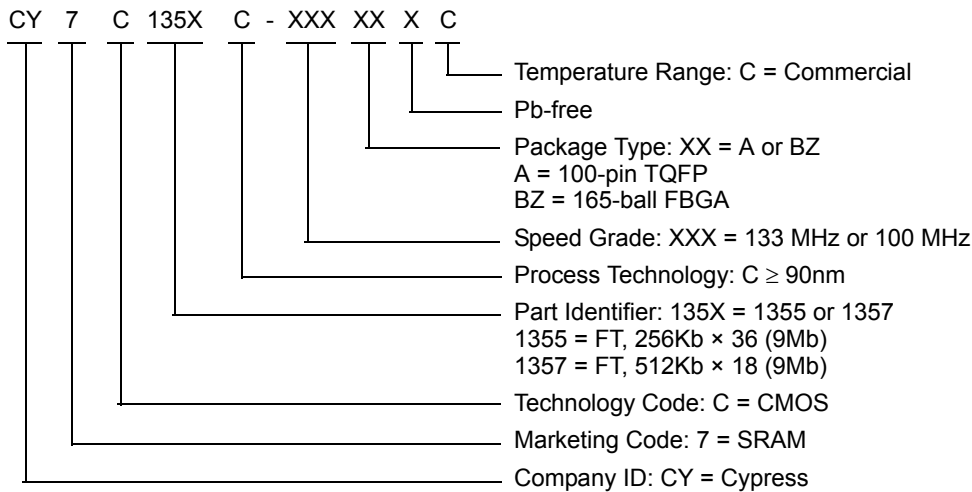 CY 7 C 135X C - XXX XX X C
Temperature Range: C = Commercial
Pb-free
Package Type: XX = A or BZ
A = 100-pin TQFP
BZ = 165-ball FBGA
Speed Grade: XXX = 133 MHz or 100 MHz
Process Technology: C ≥ 90nm
Part Identifier: 135X = 1355 or 1357
1355 = FT, 256Kb × 36 (9Mb)
1357 = FT, 512Kb × 18 (9Mb)
Technology Code: C = CMOS
Marketing Code: 7 = SRAM
Company ID: CY = Cypress